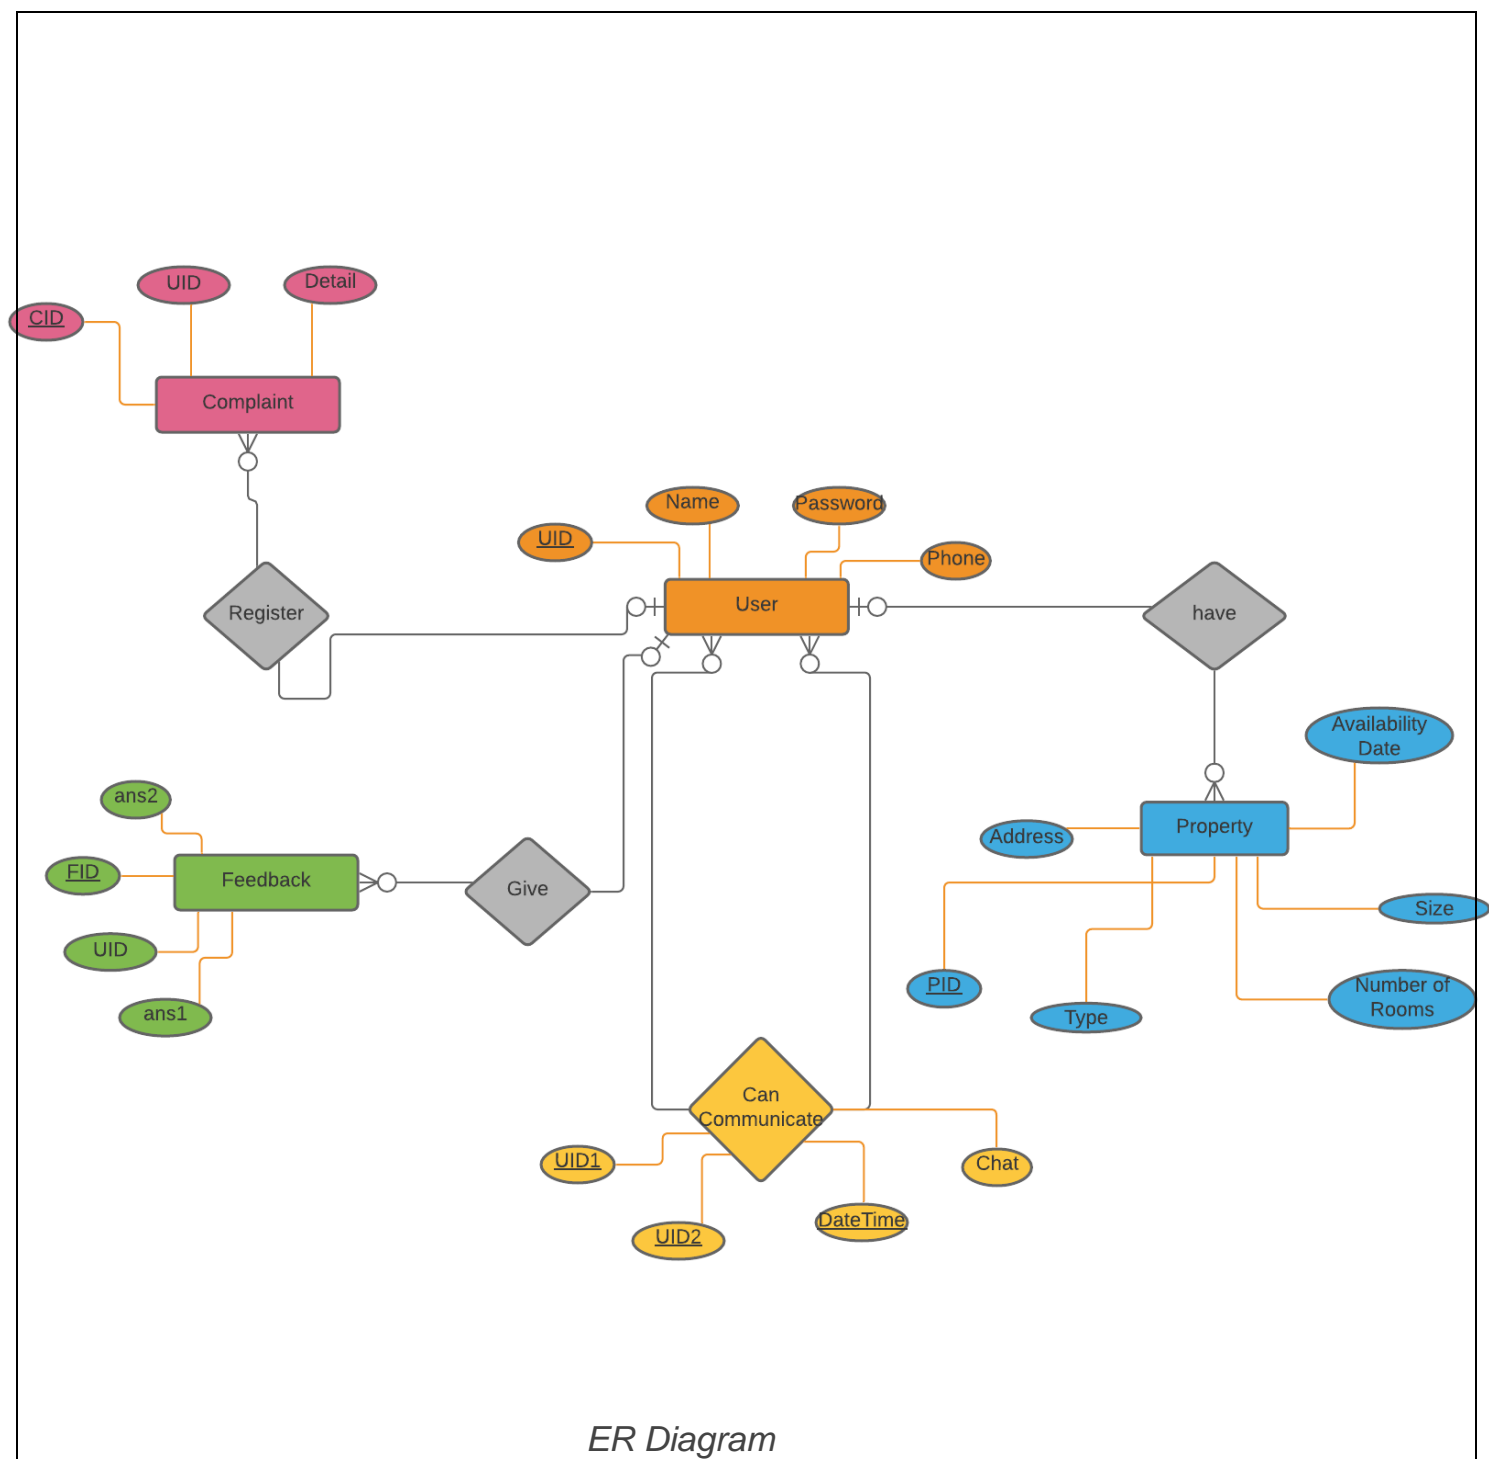 UID
Detail
CID
Complaint
Name
Password
UID
Phone
User
Register
have
Availability
Date
ans2
Address
Property
FID
Feedback
Give
Size
UID
PID
Number of
Rooms
ans1
Type
Can
Communicate
UID1
Chat
UID2
DateTime
ER Diagram